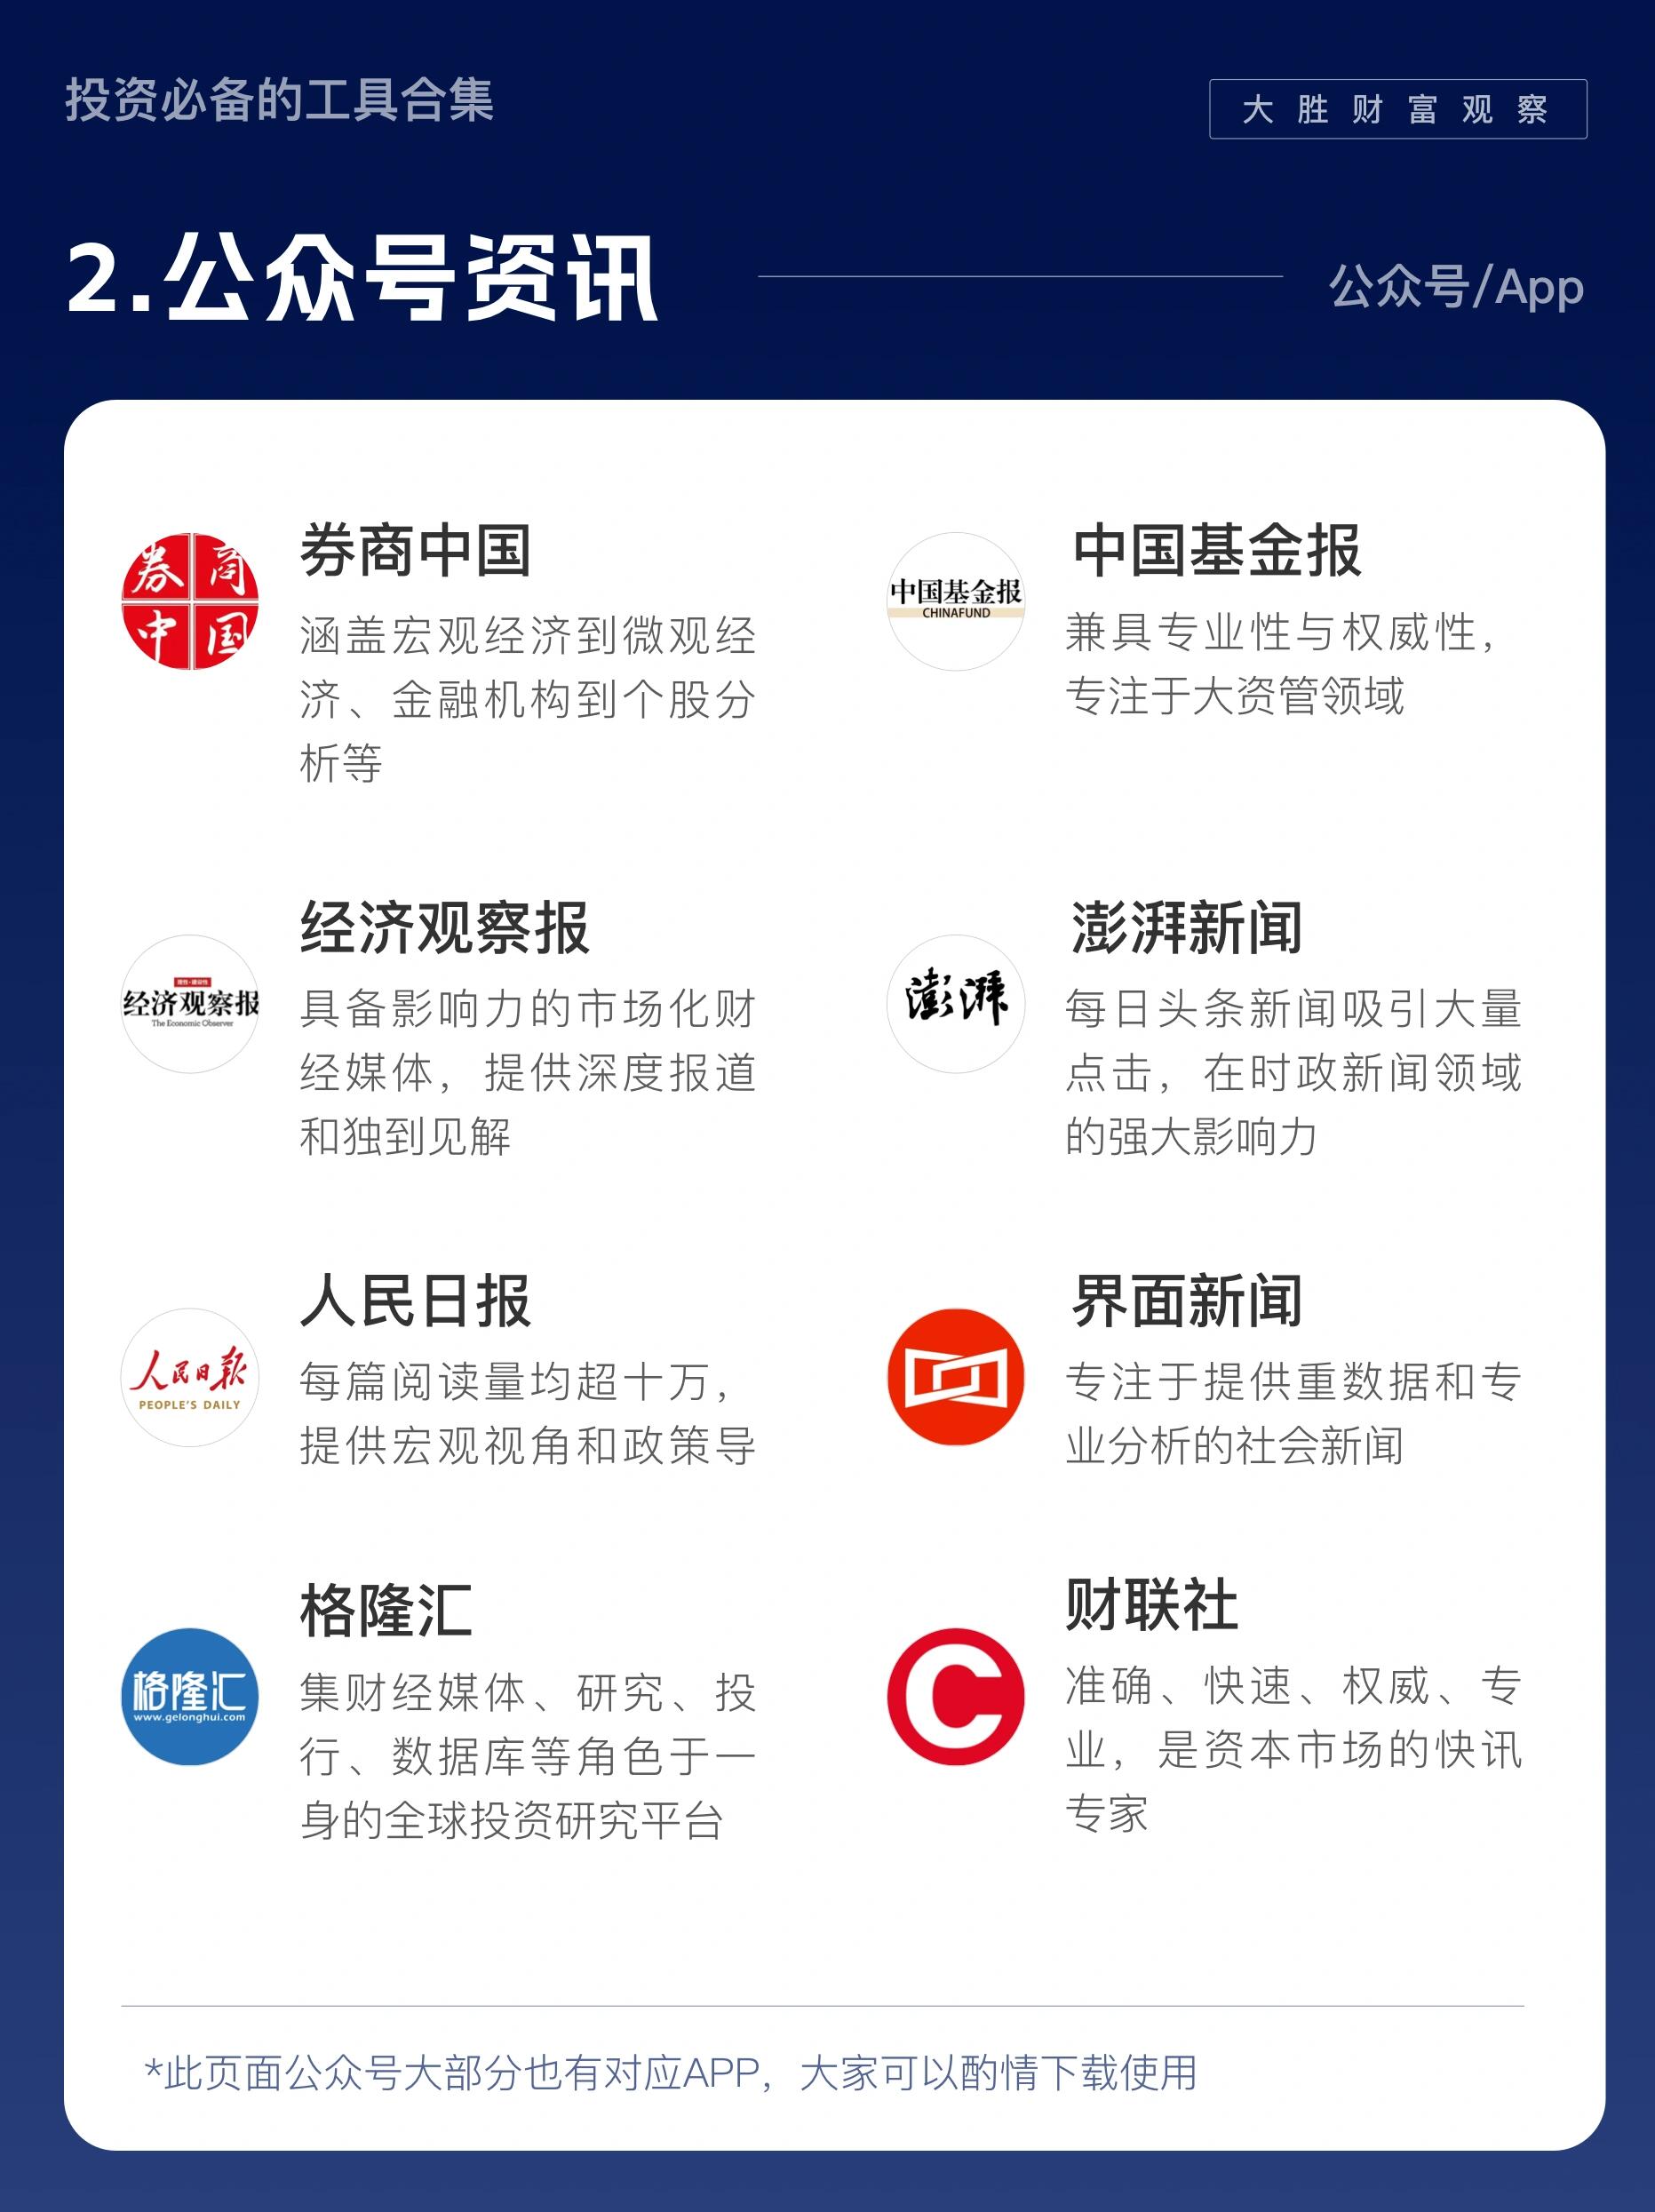 投资必备的工具合集
大胜财富观察
2.公众号资讯
公众号/App
券商中国
券商
中国
涵盖宏观经济到微观经
济、金融机构到个股分
析等
中国基金报
中国基金报
CHINAFUND
兼具专业性与权威性，
专注于大资管领域
经济观察报
理性·建设性
经济观察报
The Economic Observer
具备影响力的市场化财
经媒体，提供深度报道
和独到见解
澎湃新闻
澎湃
每日头条新闻吸引大量
点击，在时政新闻领域
的强大影响力
人民日报
人民日报
PEOPLE'S DAILY
每篇阅读量均超十万，
提供宏观视角和政策导
界面新闻
专注于提供重数据和专
业分析的社会新闻
格隆汇
格隆汇
www.gelonghui.com
集财经媒体、研究、投
行、数据库等角色于一
身的全球投资研究平台
财联社
C
准确、快速、权威、专
业，是资本市场的快讯
专家
*此页面公众号大部分也有对应APP，大家可以酌情下载使用